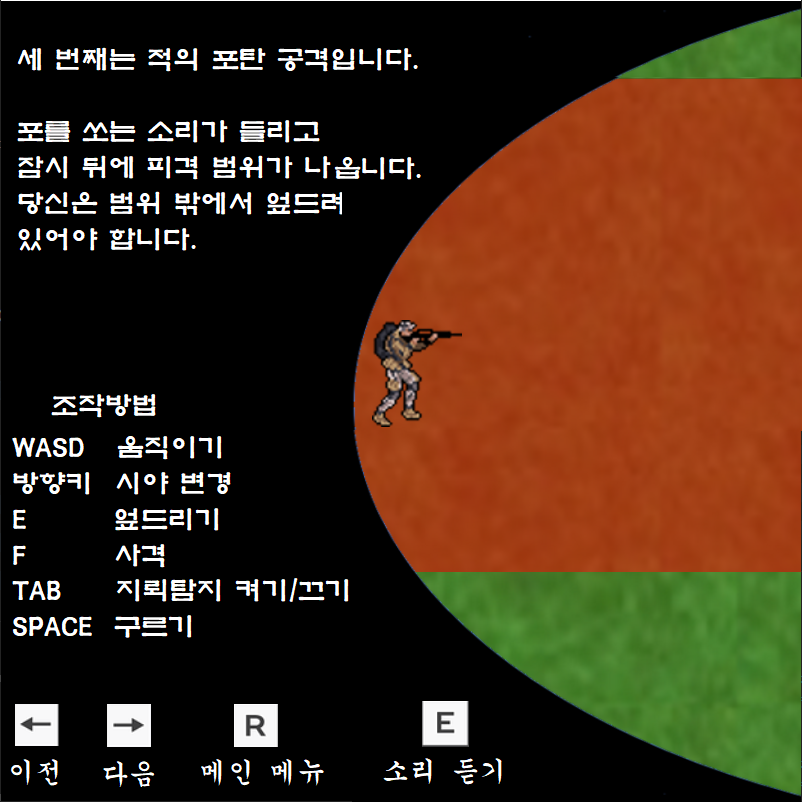 세 번째는 적의 포탄 공격입니다.
포를 쏘는 소리가 들리고
잠시 뒤에 피격 범위가 나옵니다.
당신은 범위 밖에서 엎드려
있어야 합니다.
조작방법
WASD 움직이기
방향키 시야 변경
E 엎드리기
F 사격
TAB 지뢰탐지 켜기/끄기
SPACE 구르기
← → R E
이전 다음 메인 메뉴 소리 듣기